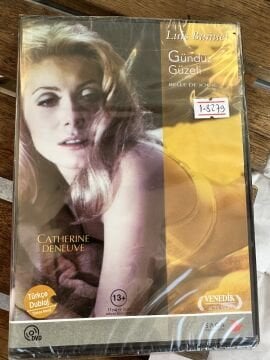 Luis Buñuel
Gündüz
Güzeli
BELLE DE JOUR
1-8279
CATHERINE
DENEUVE
Türkçe
Dublaj
13+
VENEDİK
DVD